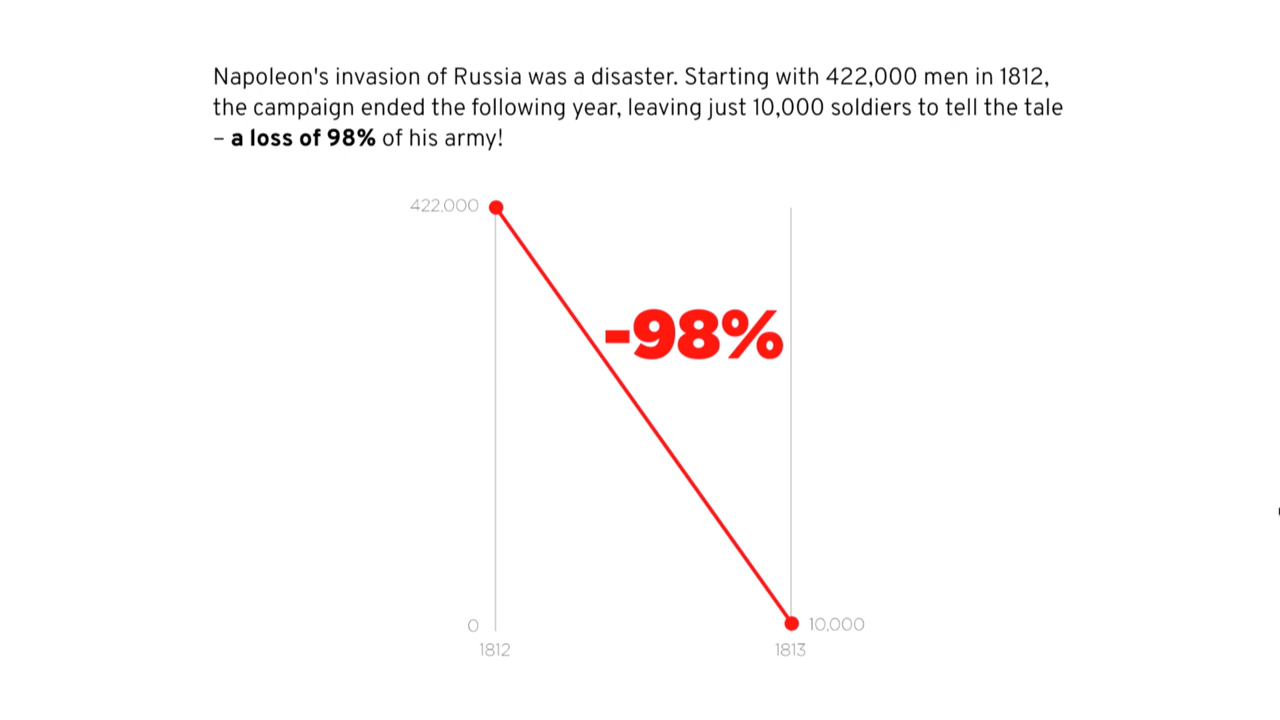 Napoleon's invasion of Russia was a disaster. Starting with 422,000 men in 1812,
the campaign ended the following year, leaving just 10,000 soldiers to tell the tale
– a loss of 98% of his army!
422,000
-98%
0
10,000
1812
1813